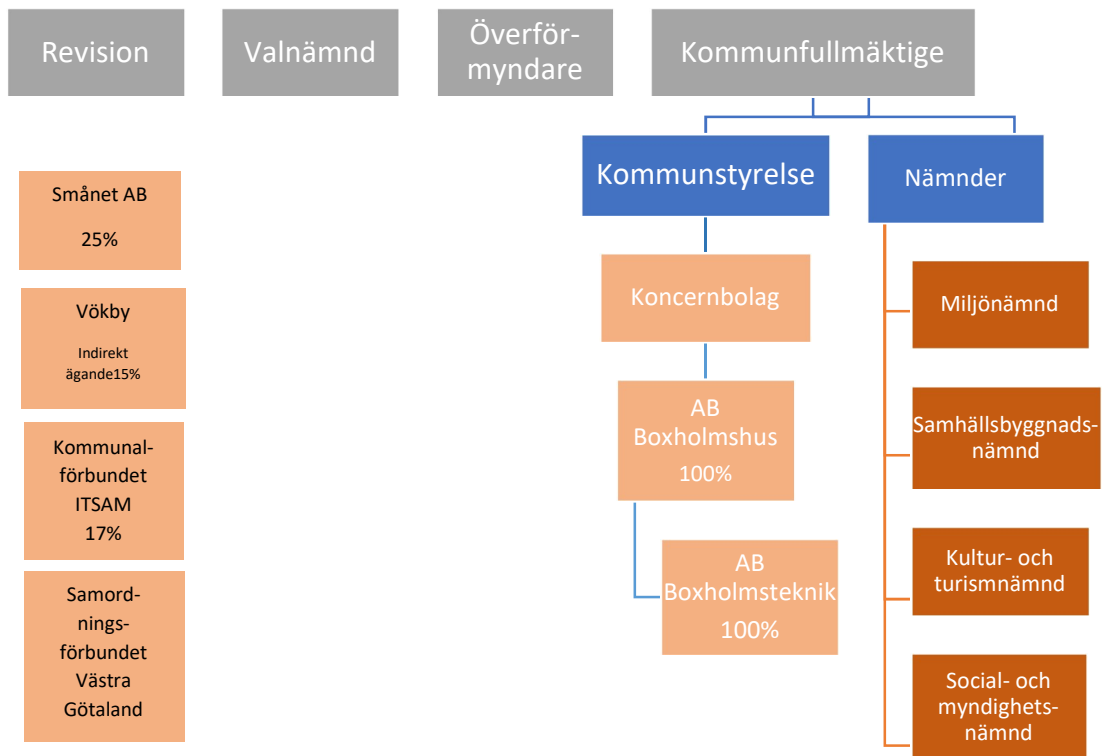 Revision
Valnämnd
Överför-
myndare
Kommunfullmäktige
Kommunstyrelse
Nämnder
Smånet AB
25%
Vökby
Indirekt
ägande15%
Kommunal-
förbundet
ITSAM
17%
Samord-
nings-
förbundet
Västra
Götaland
Koncernbolag
AB
Boxholmshus
100%
AB
Boxholmsteknik
100%
Miljönämnd
Samhällsbyggnads-
nämnd
Kultur- och
turismnämnd
Social- och
myndighets-
nämnd